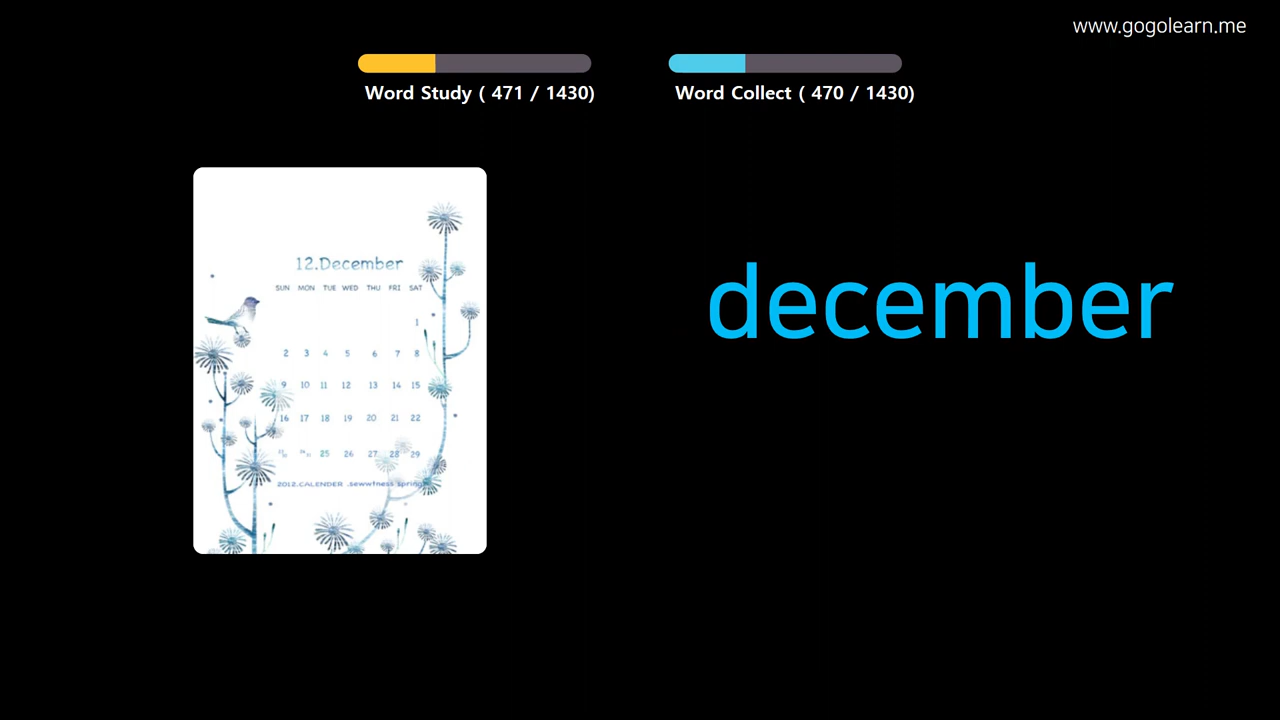 www.gogolearn.me
Word Study ( 471 / 1430)
Word Collect ( 470 / 1430)
12.December
SUN MON TUE WED THU FRI SAT
1
2 3 4 5 6 7 8
9 10 11 12 13 14 15
16 17 18 19 20 21 22
25 26 27 28 29
2012.CALENDER
december